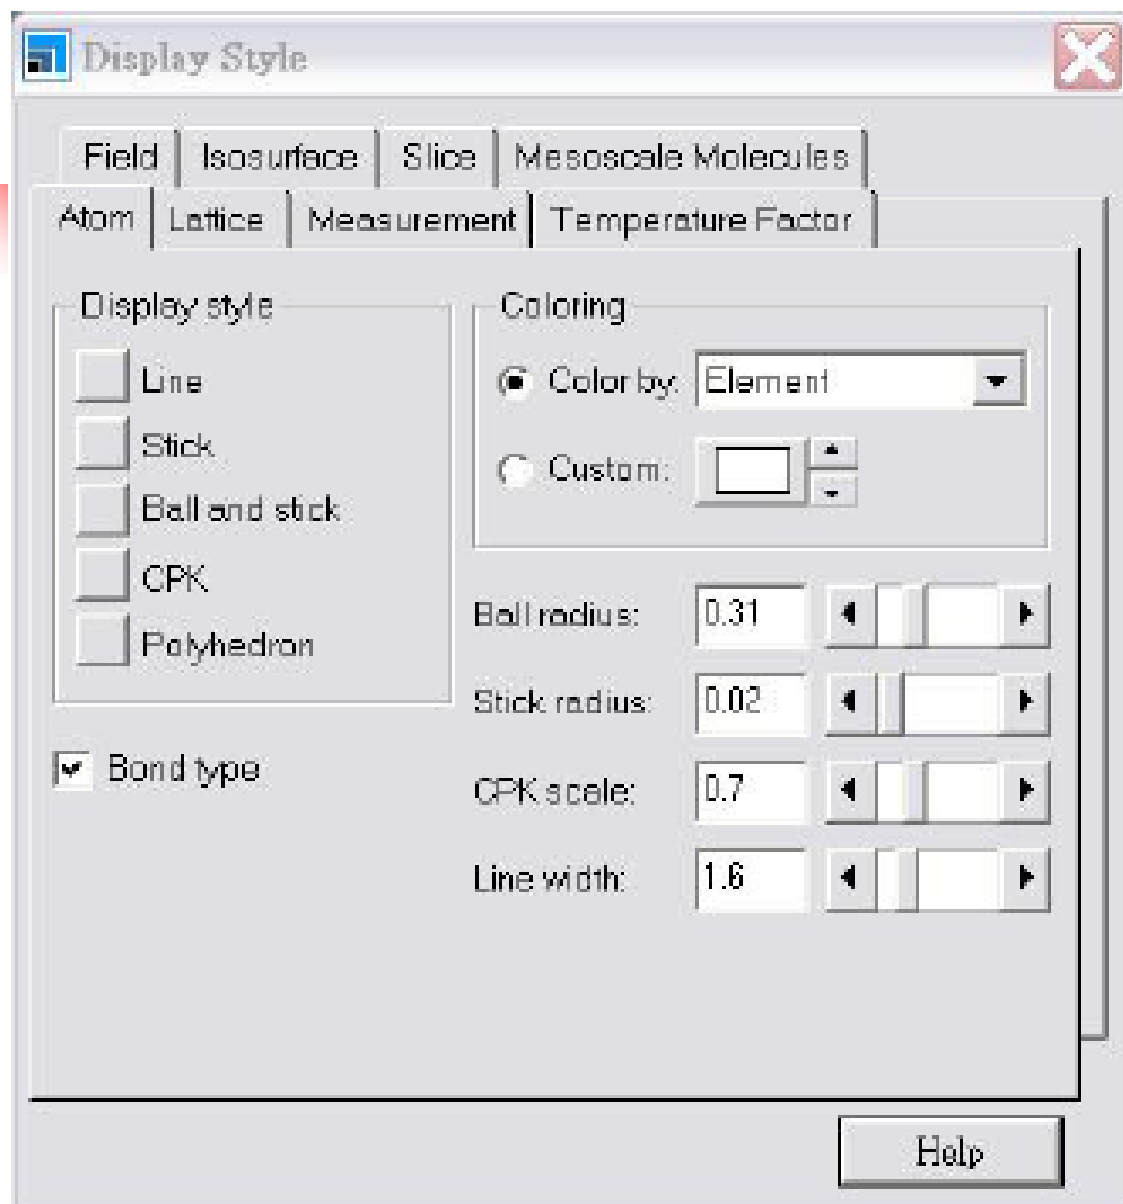 Display Style
Field Isosurface Slice Mesoscale Molecules
Atom Lattice Measurement Temperature Factor
Display style
Line
Stick
Ball and stick
CPK
Polyhedron
Bond type
Coloring
Color by: Element
Custom:
Ball radius: 0.31
Stick radius: 0.02
CPK scale: 0.7
Line width: 1.6
Help